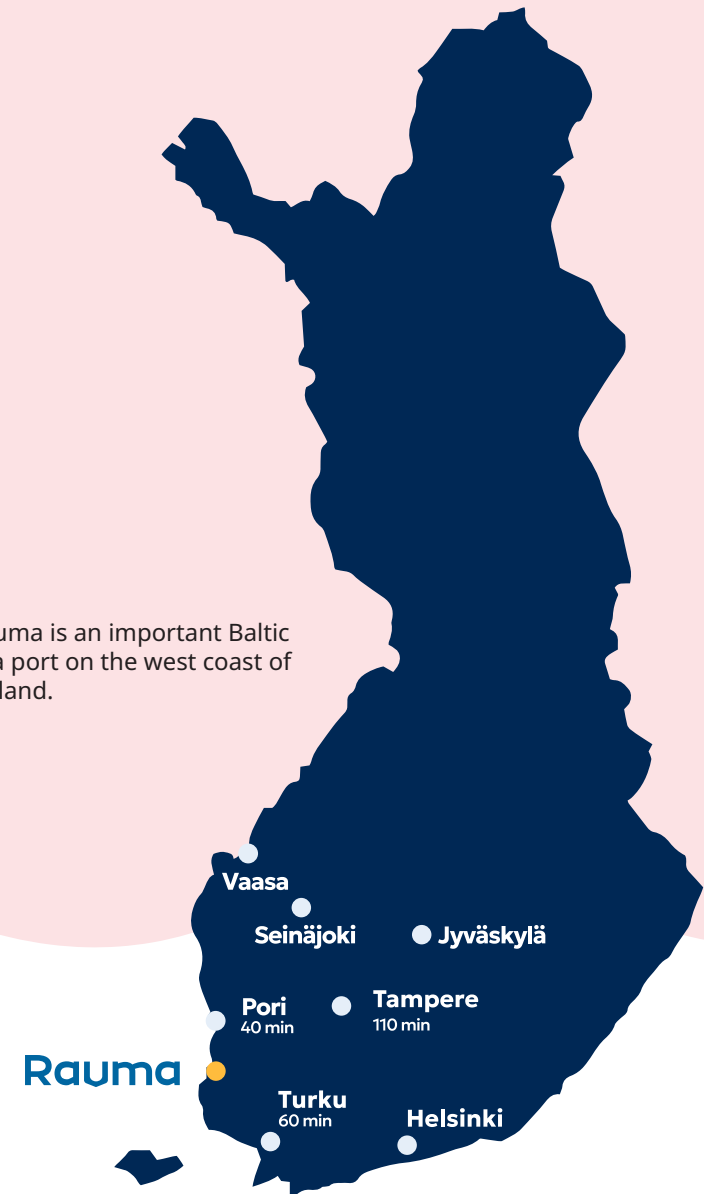 uma is an important Baltic
a port on the west coast of
land.
Vaasa
Seinäjoki
Jyväskylä
Pori
40 min
Tampere
110 min
Rauma
Turku
60 min
Helsinki